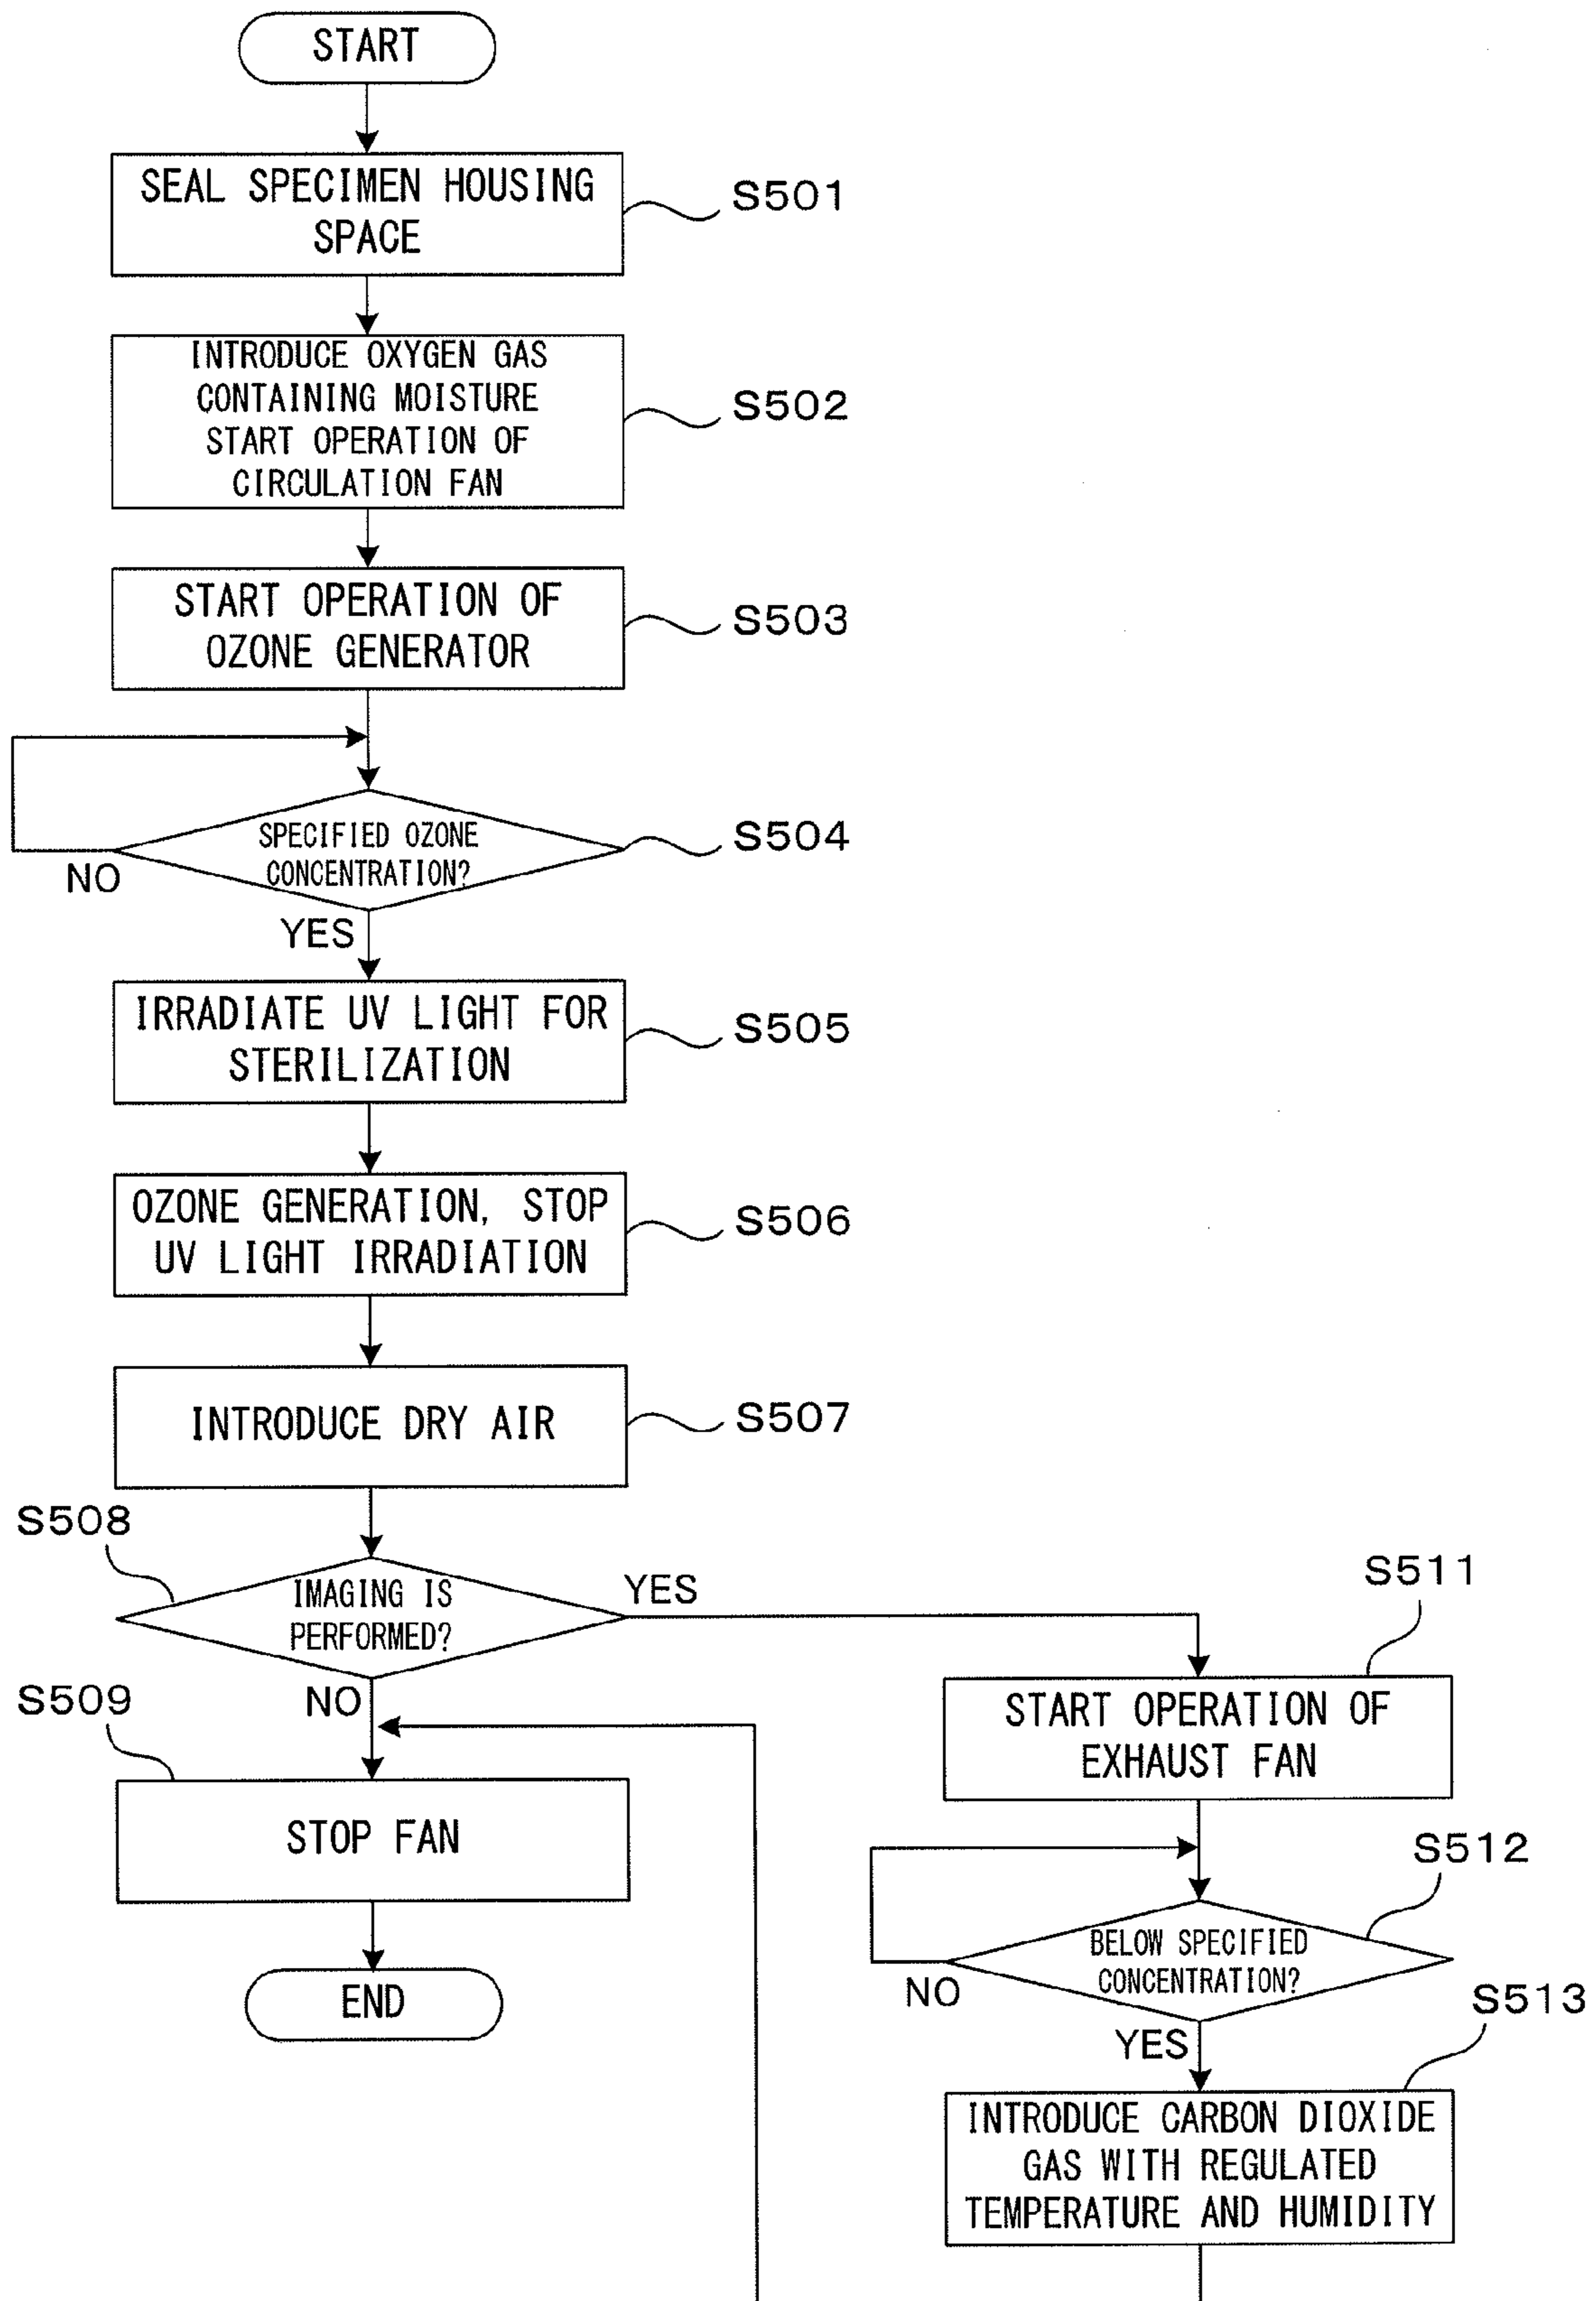 START
SEAL SPECIMEN HOUSING
SPACE
S501
INTRODUCE OXYGEN GAS
CONTAINING MOISTURE
START OPERATION OF
CIRCULATION FAN
S502
START OPERATION OF
OZONE GENERATOR
S503
SPECIFIED OZONE
CONCENTRATION?
S504
NO
YES
IRRADIATE UV LIGHT FOR
STERILIZATION
S505
OZONE GENERATION, STOP
UV LIGHT IRRADIATION
S506
INTRODUCE DRY AIR
S507
S508
IMAGING IS
PERFORMED?
YES
NO
S509
STOP FAN
END
S511
START OPERATION OF
EXHAUST FAN
S512
BELOW SPECIFIED
CONCENTRATION?
NO
YES
S513
INTRODUCE CARBON DIOXIDE
GAS WITH REGULATED
TEMPERATURE AND HUMIDITY